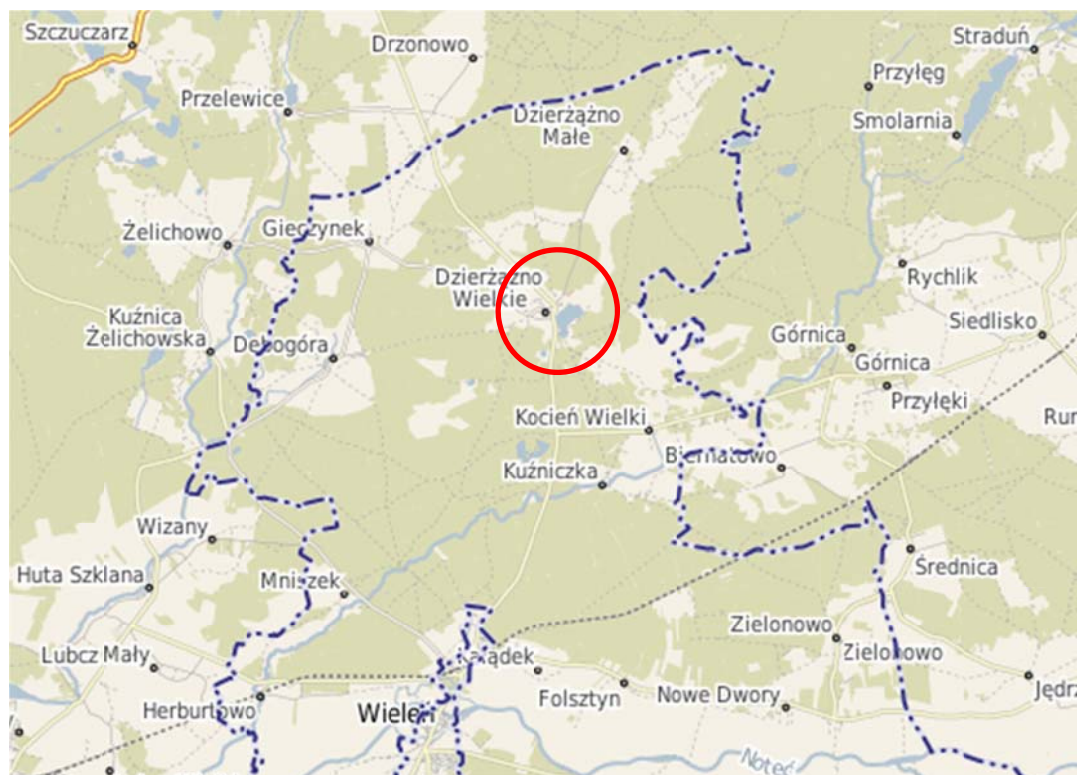 Szczuczarz
Drzonowo
Straduń
Przyłęg
Przelewice
Dzierżążno
Małe
Smolarnia
Żelichowo
Gieczynek
Dzierżążno
Wielkie
Rychlik
Kuźnica
Żelichowska
Siedlisko
Górnica
Dębogóra
Górnica
Przyłęki
Kocień Wielki
Run
Biernatowo
Kuźniczka
Wizany
Huta Szklana
Mniszek
Średnica
Zielonowo
Lubcz Mały
Zielonowo
Folsztyn
Nowe Dwory
Jędrz
Herburtowo
Wieleń
Noteć